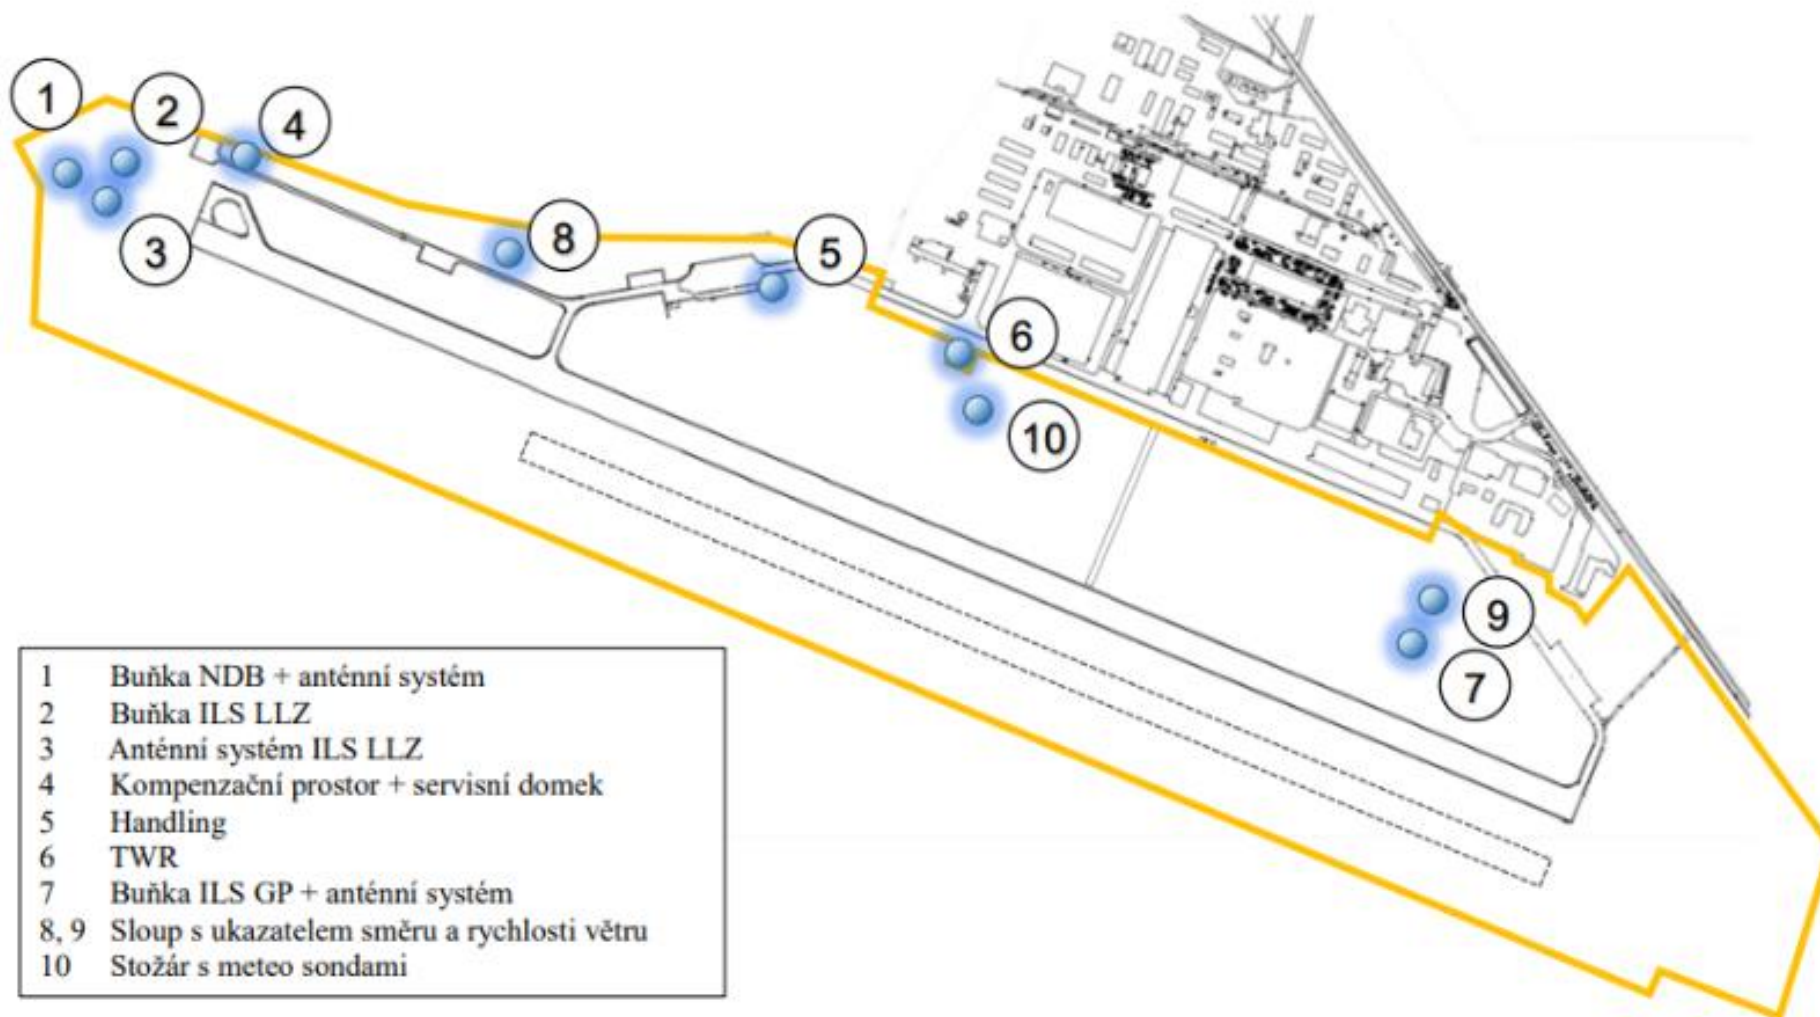 1
2
4
3
8
5
6
10
9
7
1 Buňka NDB + anténní systém
2 Buňka ILS LLZ
3 Anténní systém ILS LLZ
4 Kompenzační prostor + servisní domek
5 Handling
6 TWR
7 Buňka ILS GP + anténní systém
8, 9 Sloup s ukazatelem směru a rychlosti větru
10 Stožár s meteo sondami